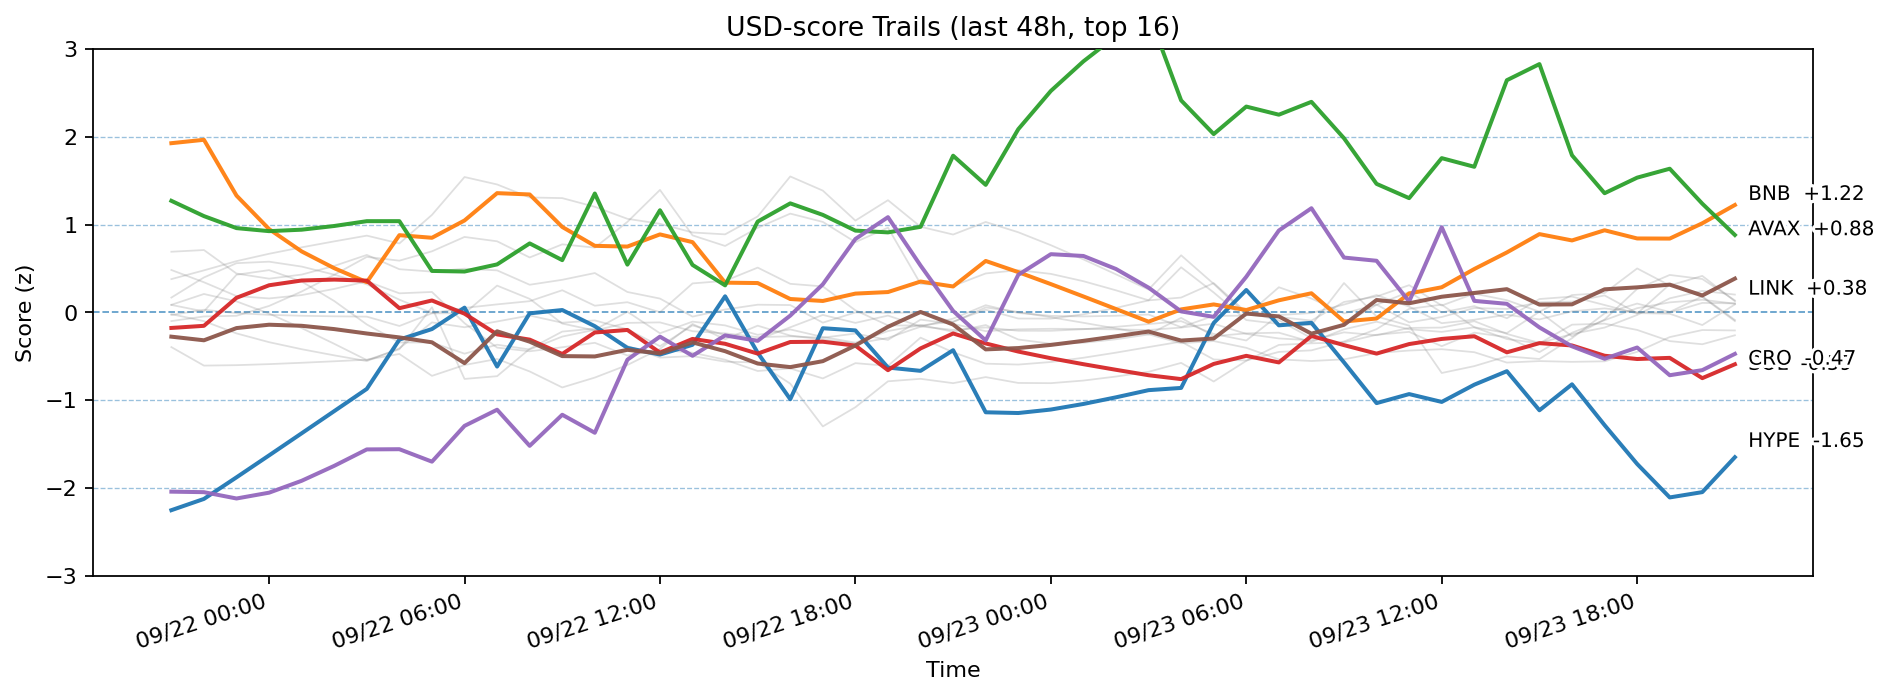 USD-score Trails (last 48h, top 16)
Score (z)
3
2
1
0
−1
−2
−3
BNB +1.22
AVAX +0.88
LINK +0.38
CRO -0.47
HYPE -1.65
09/22 00:00
09/22 06:00
09/22 12:00
09/22 18:00
09/23 00:00
09/23 06:00
09/23 12:00
09/23 18:00
Time